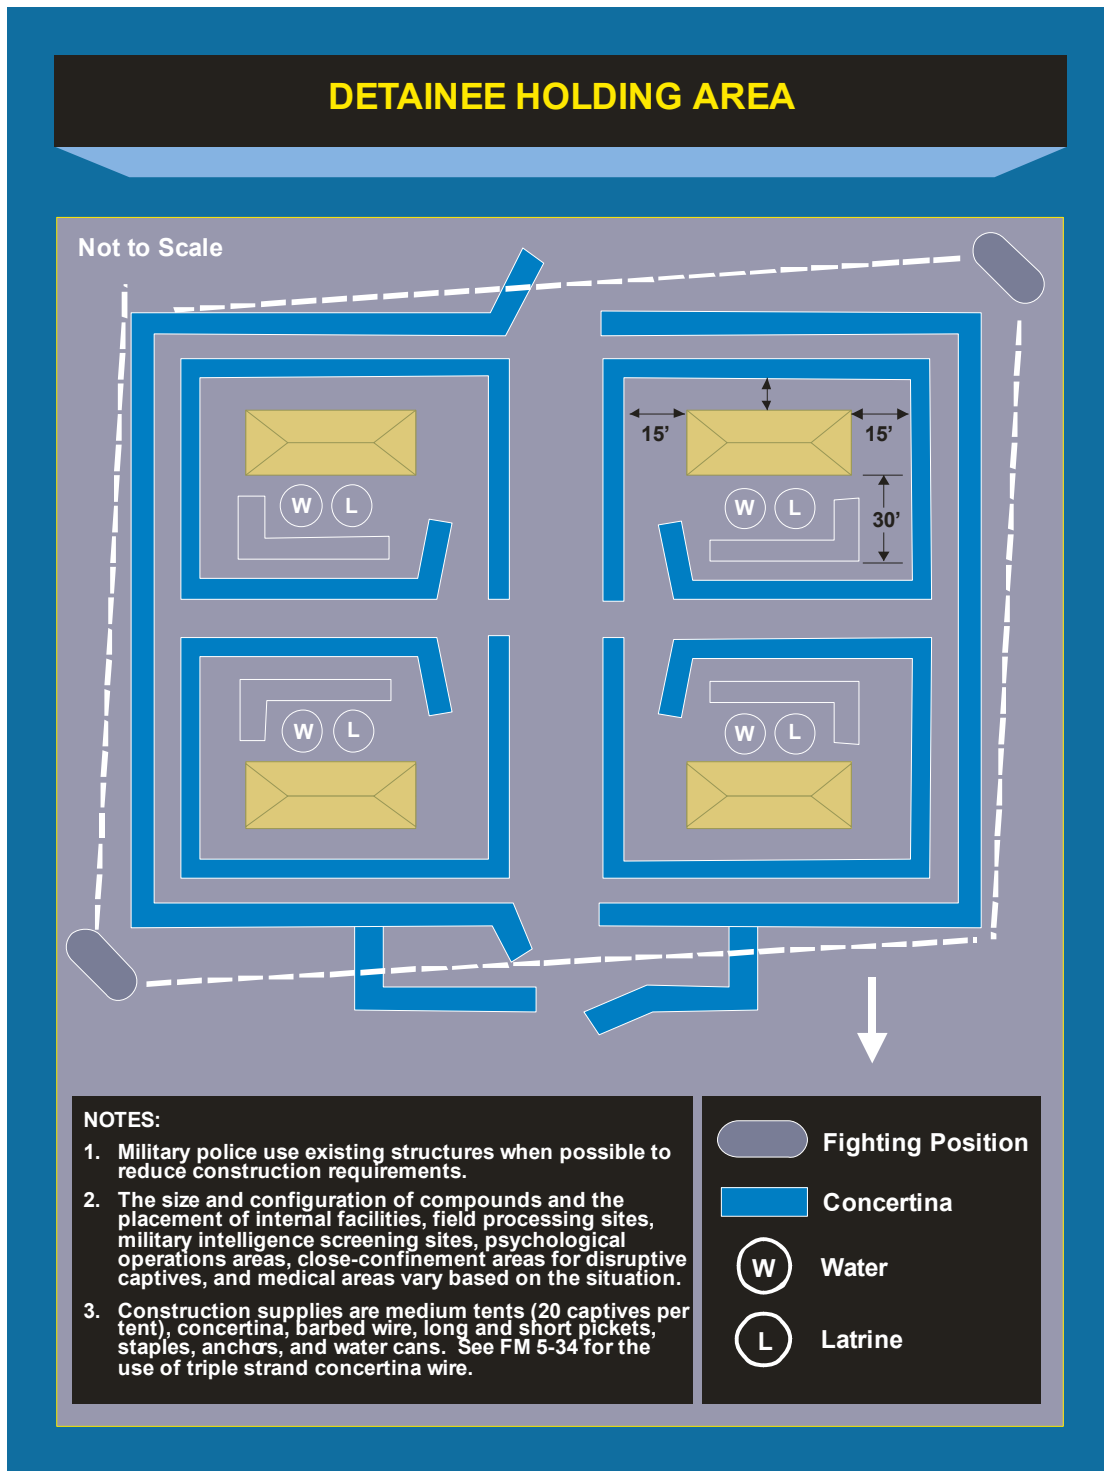 DETAINEE HOLDING AREA
Not to Scale
15’
15’
W
L
W
L
30’
W
L
W
L
NOTES:
1. Military police use existing structures when possible to
reduce construction requirements.
2. The size and configuration of compounds and the
placement of internal facilities, field processing sites,
military intelligence screening sites, psychological
operations areas, close-confinement areas for disruptive
captives, and medical areas vary based on the situation.
3. Construction supplies are medium tents (20 captives per
tent), concertina, barbed wire, long and short pickets,
staples, anchors, and water cans. See FM 5-34 for the
use of triple strand concertina wire.
Fighting Position
Concertina
W Water
L Latrine